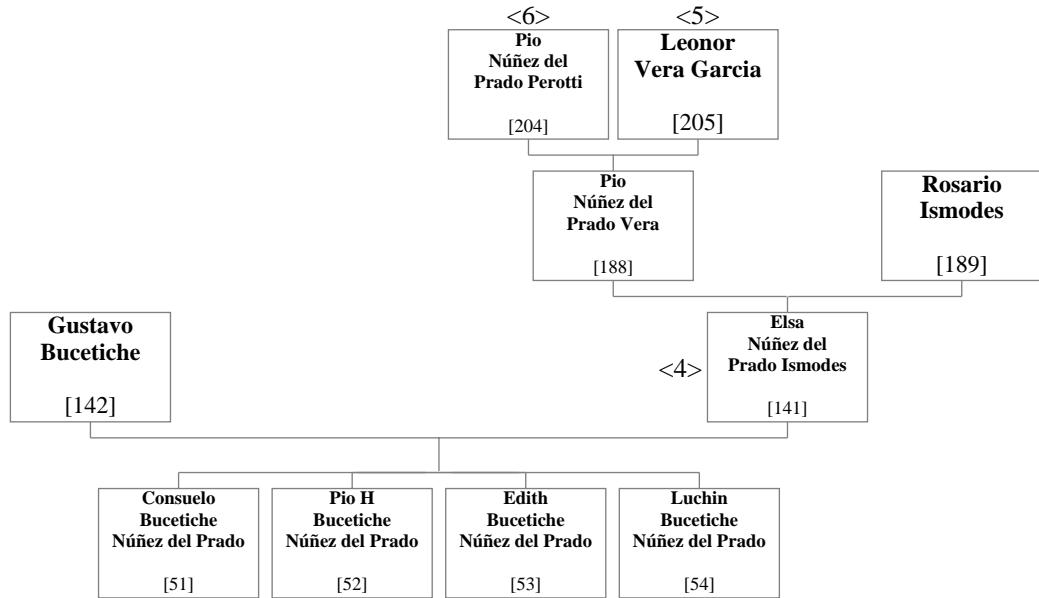 <6>
<5>
Pio
Núñez del
Prado Perotti
[204]
Leonor
Vera Garcia
[205]
Pio
Núñez del
Prado Vera
[188]
Rosario
Ismodes
[189]
Gustavo
Bucetiche
[142]
<4>
Elsa
Núñez del
Prado Ismodes
[141]
Consuelo
Bucetiche
Núñez del Prado
[51]
Pio H
Bucetiche
Núñez del Prado
[52]
Edith
Bucetiche
Núñez del Prado
[53]
Luchin
Bucetiche
Núñez del Prado
[54]